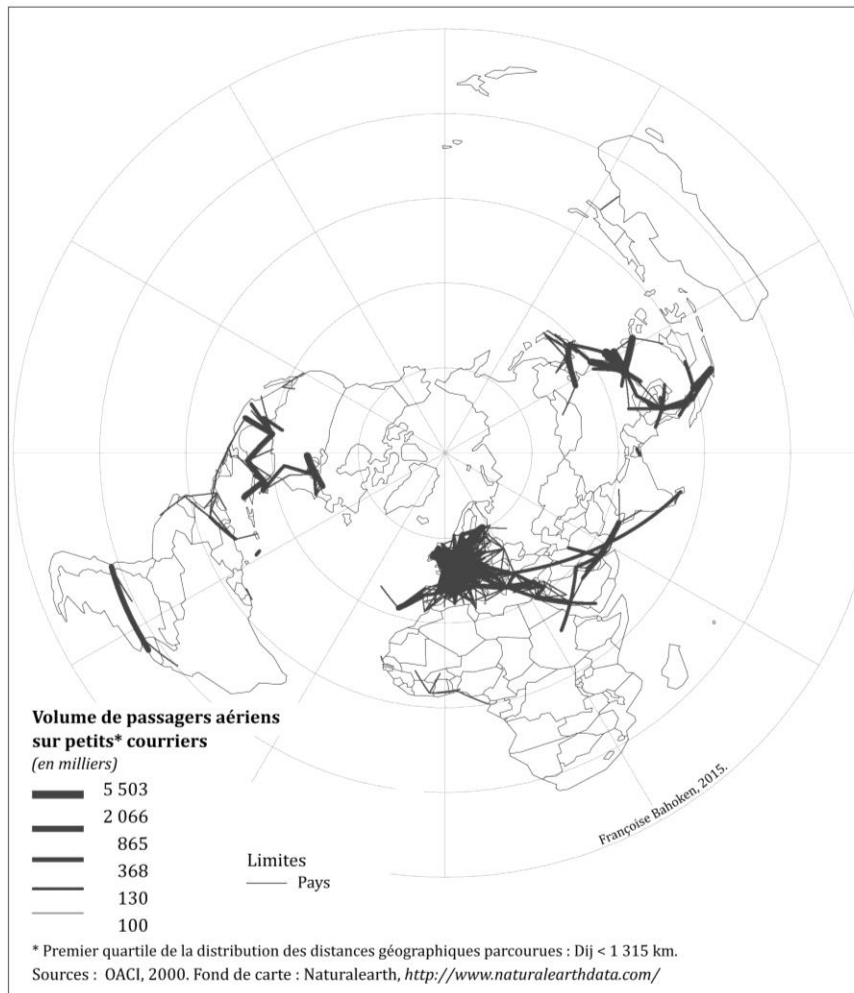 Volume de passagers aériens
sur petits* courriers
(en milliers)
5 503
2 066
865
368
130
100
Limites
Pays
Françoise Bahoken, 2015.
* Premier quartile de la distribution des distances géographiques parcourues : Dij < 1 315 km.
Sources : OACI, 2000. Fond de carte : Naturalearth, http://www.naturalearthdata.com/